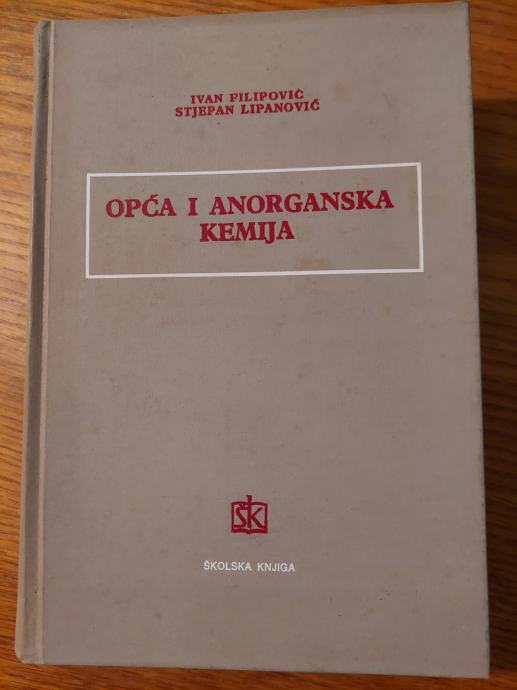 IVAN FILIPOVIĆ
STJEPAN LIPANOVIĆ
OPĆA I ANORGANSKA
KEMIJA
ŠK
ŠKOLSKA KNJIGA